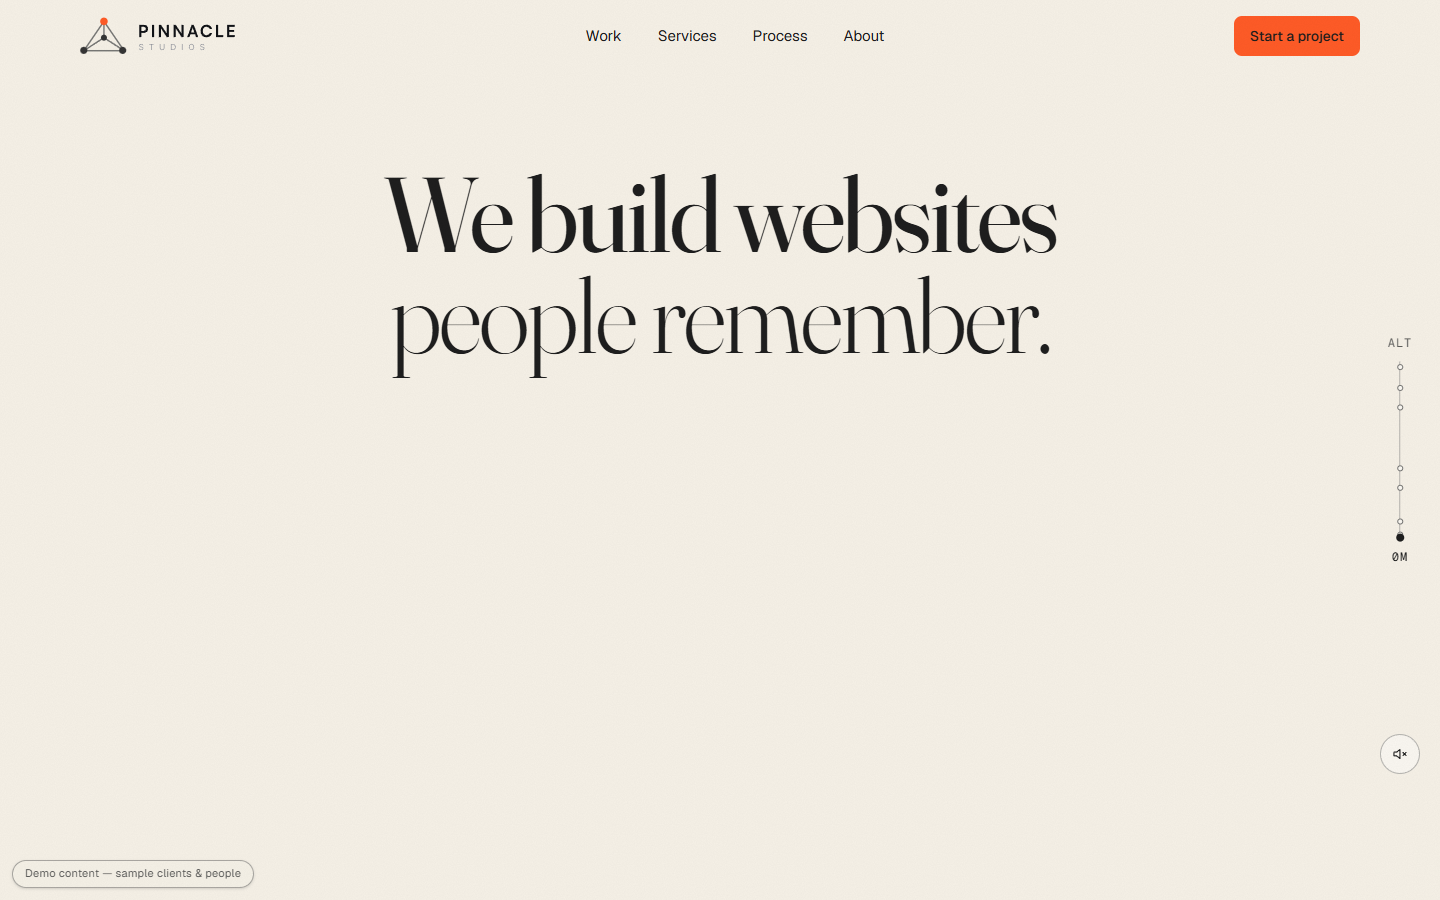 PINNACLE
STUDIOS
Work
Services
Process
About
Start a project
We build websites
people remember.
ALT
0M
Demo content — sample clients & people